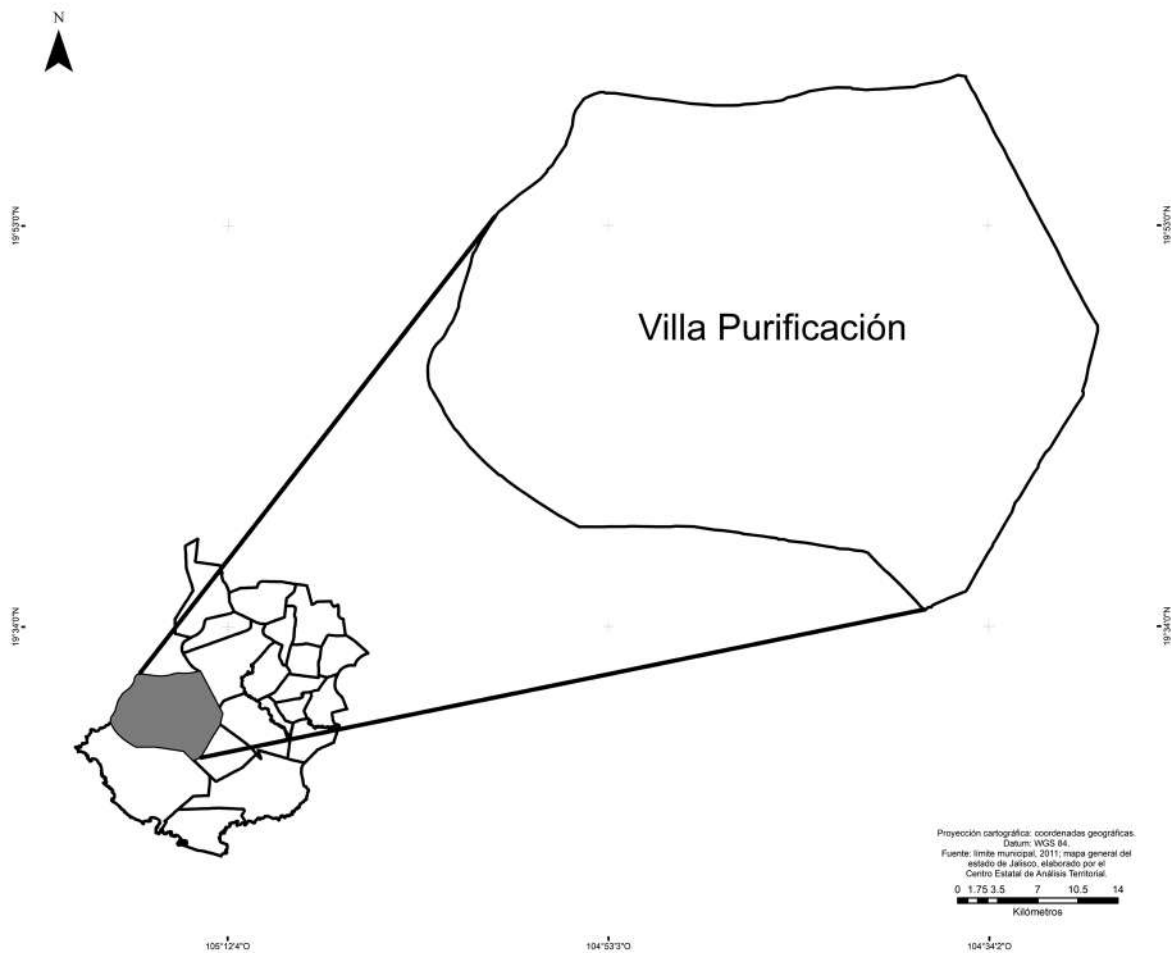 N
19°53'0"N
19°53'0"N
Villa Purificación
19°34'0"N
19°34'0"N
Proyección cartográfica: coordenadas geográficas.
Datum: WGS 84.
Fuente: límite municipal, 2011; mapa general del
estado de Jalisco, elaborado por el
Centro Estatal de Análisis Territorial.
0 1.75 3.5 7 10.5 14
Kilómetros
105°12'4"O
104°53'3"O
104°34'2"O